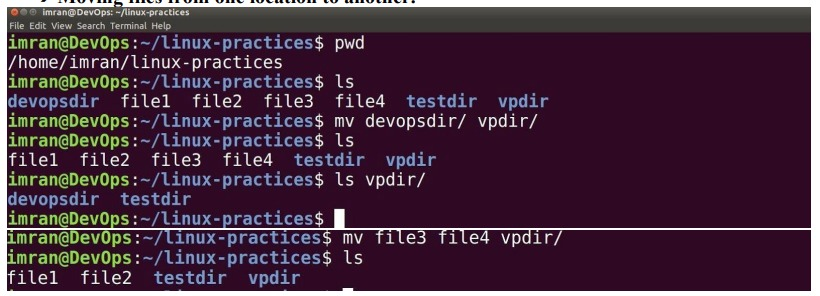 Moving files from one location to another:
imran@DevOps: ~/linux-practices
File Edit View Search Terminal Help
imran@DevOps:~/linux-practices$ pwd
/home/imran/linux-practices
imran@DevOps:~/linux-practices$ ls
devopsdir file1 file2 file3 file4 testdir vpdir
imran@DevOps:~/linux-practices$ mv devopsdir/ vpdir/
imran@DevOps:~/linux-practices$ ls
file1 file2 file3 file4 testdir vpdir
imran@DevOps:~/linux-practices$ ls vpdir/
devopsdir testdir
imran@DevOps:~/linux-practices$
imran@DevOps:~/linux-practices$ mv file3 file4 vpdir/
imran@DevOps:~/linux-practices$ ls
file1 file2 testdir vpdir